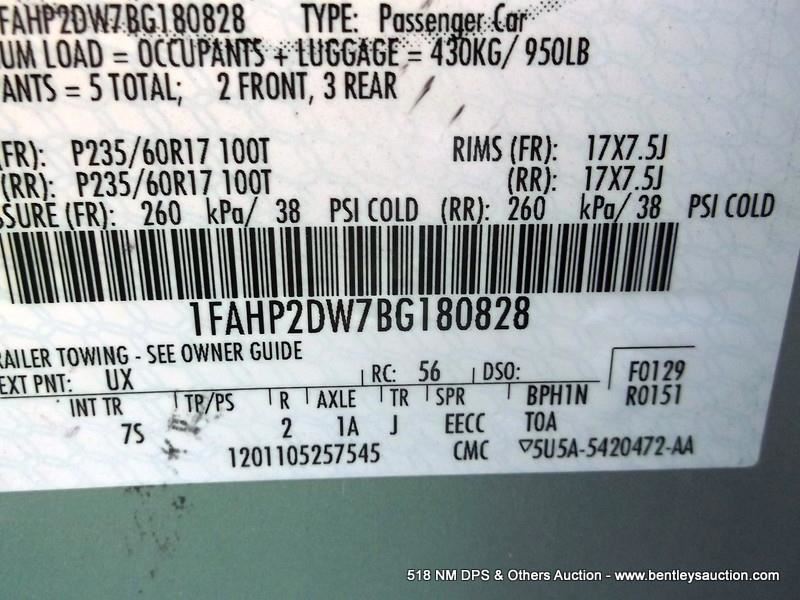 FAHP2DW7BG180828 TYPE: Passenger Car
UM LOAD = OCCUPANTS + LUGGAGE = 430KG/ 950LB
ANTS = 5 TOTAL; 2 FRONT, 3 REAR
(FR): P235/60R17 100T RIMS (FR): 17X7.5J
(RR): P235/60R17 100T (RR): 17X7.5J
SSURE (FR): 260 kPa/ 38 PSI COLD (RR): 260 kPa/ 38 PSI COLD
1FAHP2DW7BG180828
RAILER TOWING - SEE OWNER GUIDE
EXT PNT: UX RC: 56 DSO: F0129
INT TR TP/PS R AXLE TR SPR BPH1N R0151
7S 2 1A J EECC TOA
1201105257545 CMC ▽5U5A-5420472-AA
518 NM DPS & Others Auction - www.bentleysauction.com